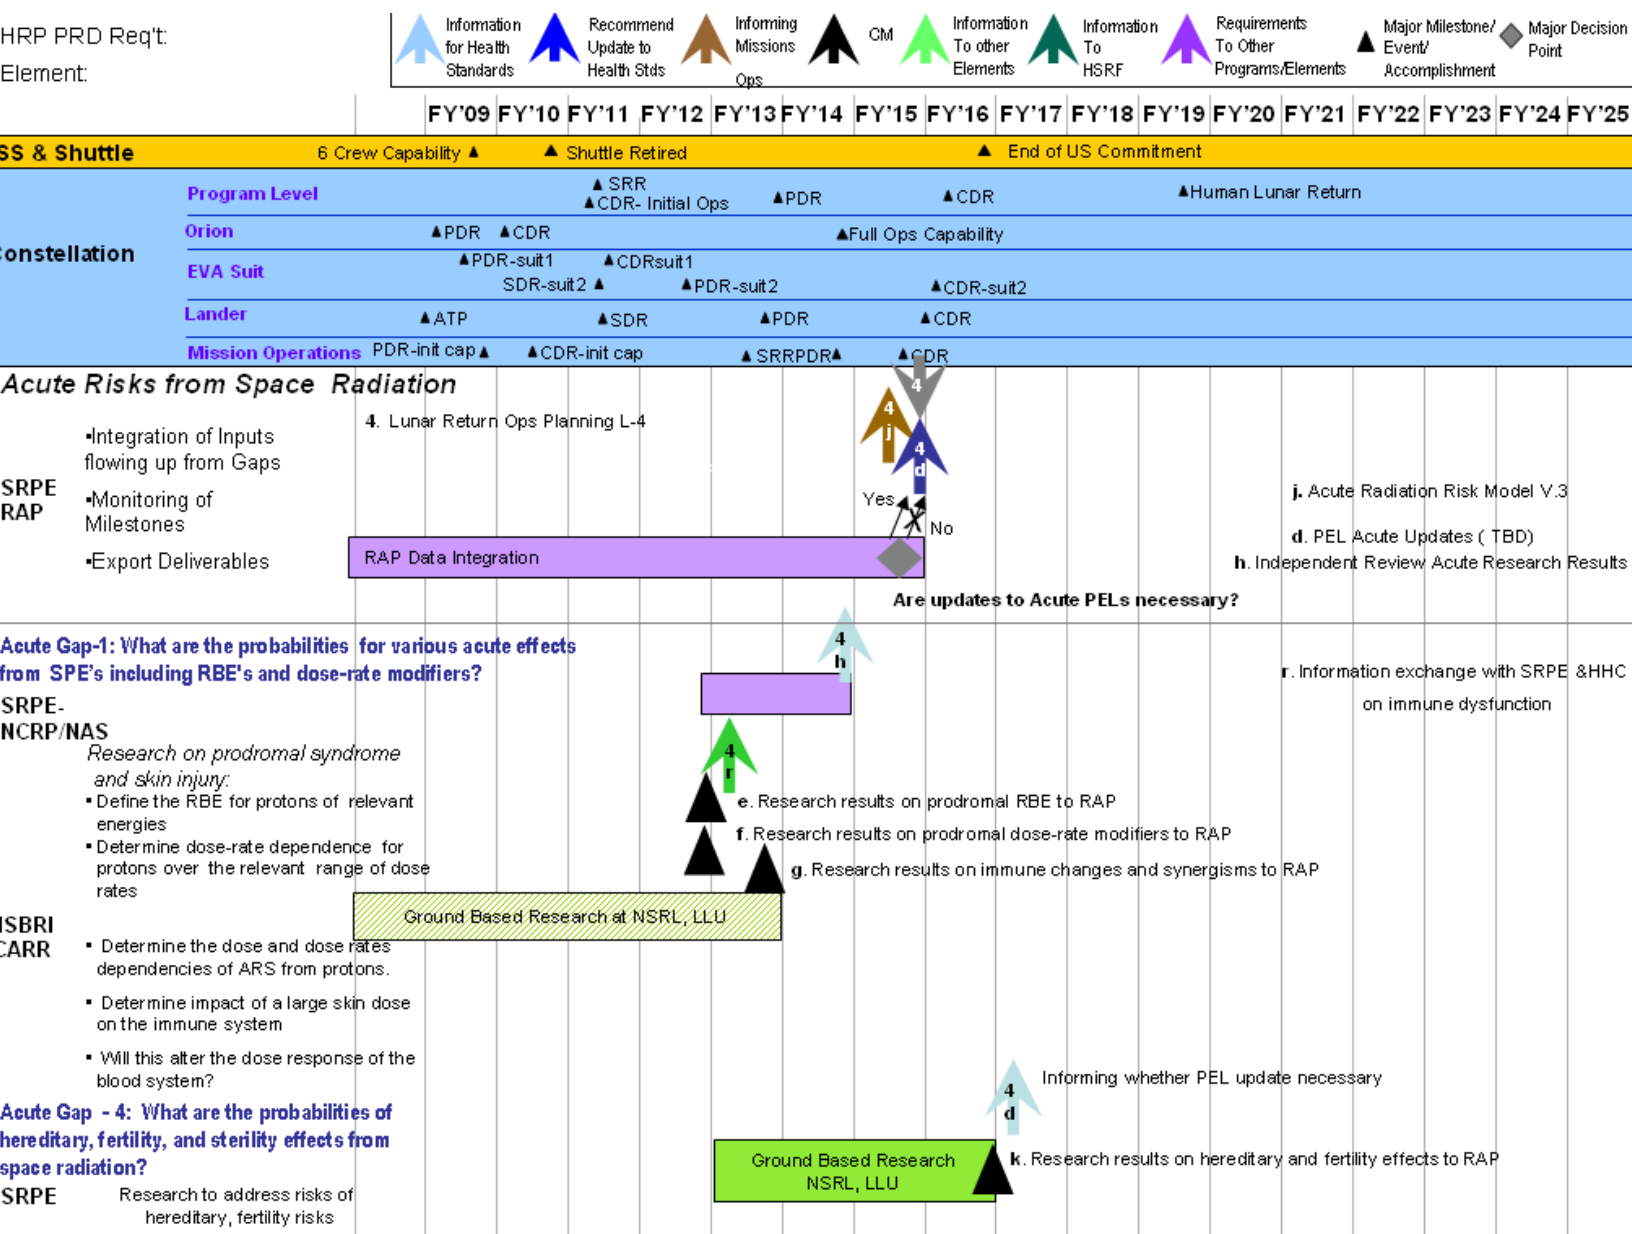 HRP PRD Req't:
Element:
Information
for Health
Standards
Recommend
Update to
Health Stds
Informing
Missions
Ops
CM
Information
To other
Elements
Information
To
HSRF
Requirements
To Other
Programs/Elements
Major Milestone/
Event/
Accomplishment
Major Decision
Point
FY'09 FY'10 FY'11 FY'12 FY'13 FY'14 FY'15 FY'16 FY'17 FY'18 FY'19 FY'20 FY'21 FY'22 FY'23 FY'24 FY'25
SS & Shuttle
6 Crew Capability
Shuttle Retired
End of US Commitment
onstellation
Program Level
SRR
CDR- Initial Ops
PDR
CDR
Human Lunar Return
Orion
PDR
CDR
Full Ops Capability
EVA Suit
PDR-suit1
CDRsuit1
SDR-suit2
PDR-suit2
CDR-suit2
Lander
ATP
SDR
PDR
CDR
Mission Operations
PDR-init cap
CDR-init cap
SRRPDR
CDR
Acute Risks from Space Radiation
4
4
j
4
d
4. Lunar Return Ops Planning L-4
SRPE
RAP
▪Integration of Inputs
flowing up from Gaps
▪Monitoring of
Milestones
▪Export Deliverables
Yes
No
RAP Data Integration
Are updates to Acute PELs necessary?
j. Acute Radiation Risk Model V.3
d. PEL Acute Updates ( TBD)
h. Independent Review Acute Research Results
Acute Gap-1: What are the probabilities for various acute effects
from SPE's including RBE's and dose-rate modifiers?
4
h
r. Information exchange with SRPE &HHC
on immune dysfunction
SRPE-
NCRP/NAS
Research on prodromal syndrome
and skin injury:
▪ Define the RBE for protons of relevant
energies
▪ Determine dose-rate dependence for
protons over the relevant range of dose
rates
4
r
e. Research results on prodromal RBE to RAP
f. Research results on prodromal dose-rate modifiers to RAP
g. Research results on immune changes and synergisms to RAP
Ground Based Research at NSRL, LLU
SBRI
CARR
▪ Determine the dose and dose rates
dependencies of ARS from protons.
▪ Determine impact of a large skin dose
on the immune system
▪ Will this alter the dose response of the
blood system?
Acute Gap - 4: What are the probabilities of
hereditary, fertility, and sterility effects from
space radiation?
4
d
Informing whether PEL update necessary
Ground Based Research
NSRL, LLU
k. Research results on hereditary and fertility effects to RAP
SRPE
Research to address risks of
hereditary, fertility risks